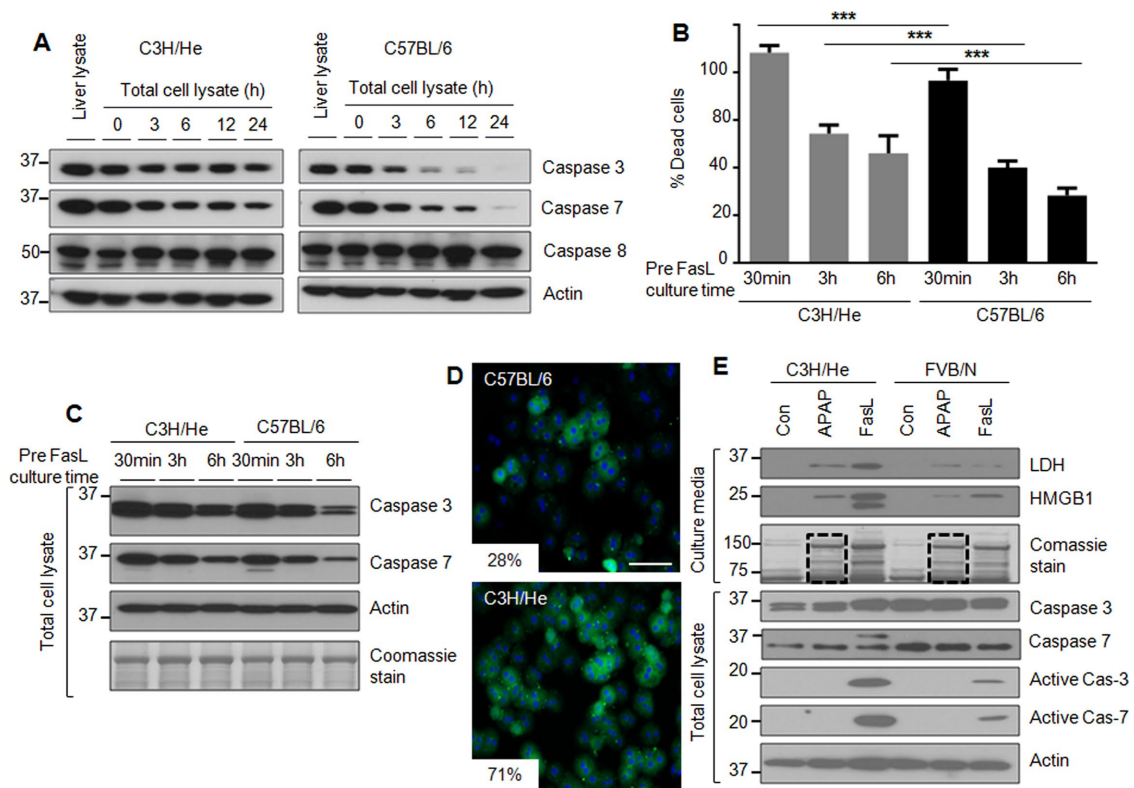 A
C3H/He
C57BL/6
Liver lysate
Total cell lysate (h)
0 3 6 12 24
Liver lysate
Total cell lysate (h)
0 3 6 12 24
37
Caspase 3
37
Caspase 7
50
Caspase 8
37
Actin
B
***
***
***
% Dead cells
100
80
40
20
0
Pre FasL
culture time
30min 3h 6h 30min 3h 6h
C3H/He C57BL/6
C
C3H/He C57BL/6
Pre FasL
culture time
30min 3h 6h 30min 3h 6h
Total cell lysate
37
Caspase 3
37
Caspase 7
37
Actin
Coomassie
stain
D
C57BL/6
28%
C3H/He
71%
E
C3H/He FVB/N
Con APAP FasL Con APAP FasL
Culture media
37
LDH
25
HMGB1
150
75
Comassie
stain
Total cell lysate
37
Caspase 3
37
Caspase 7
20
Active Cas-3
20
Active Cas-7
37
Actin